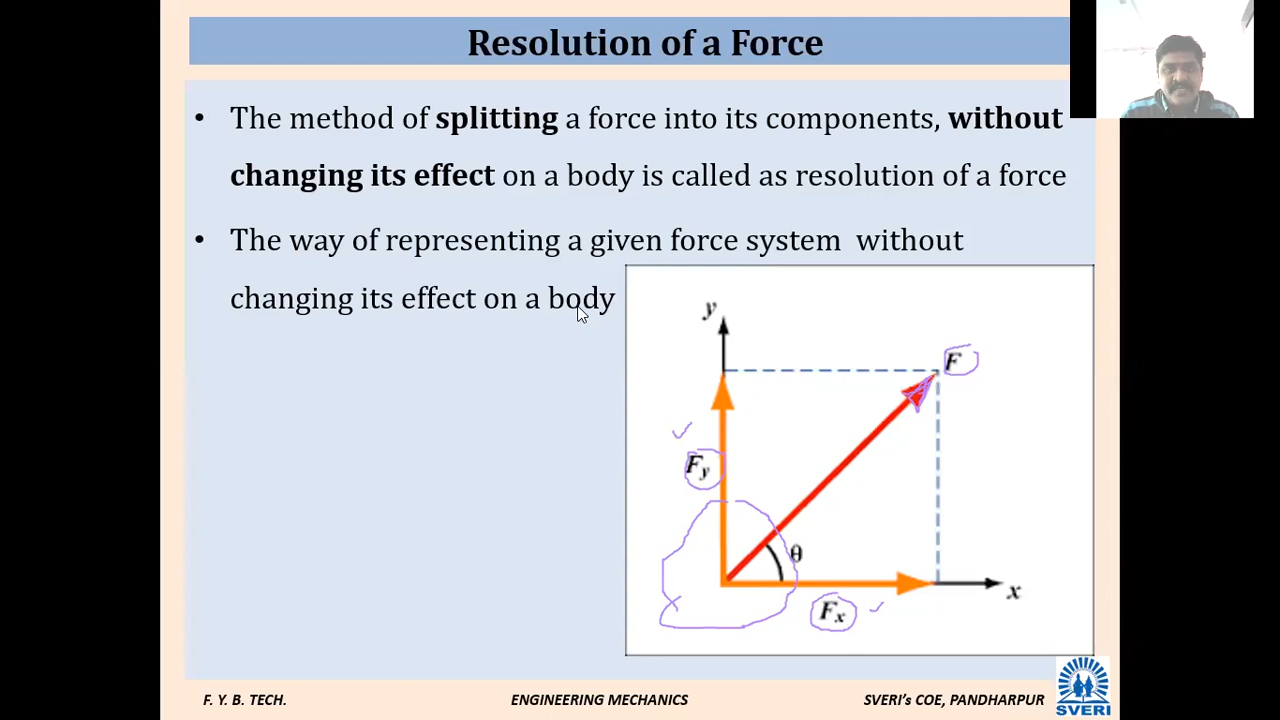 Resolution of a Force
• The method of splitting a force into its components, without
changing its effect on a body is called as resolution of a force
• The way of representing a given force system without
changing its effect on a body
y
F
Fy
θ
Fx
x
F. Y. B. TECH.
ENGINEERING MECHANICS
SVERI's COE, PANDHARPUR
SVERI